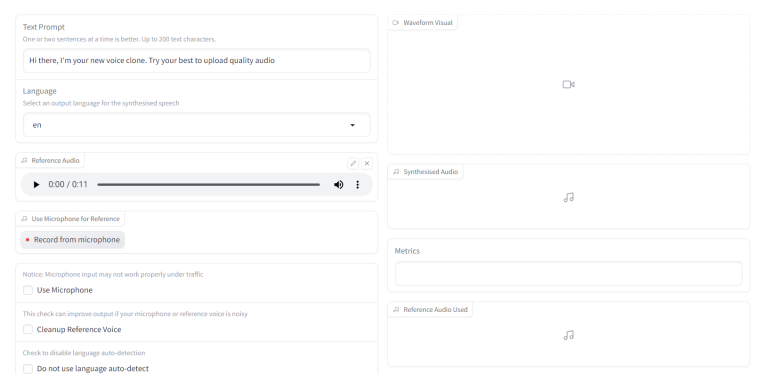 Text Prompt
One or two sentences at a time is better. Up to 200 text characters.
Hi there, I'm your new voice clone. Try your best to upload quality audio
Language
Select an output language for the synthesised speech
en
Reference Audio
0:00 / 0:11
Use Microphone for Reference
Record from microphone
Notice: Microphone input may not work properly under traffic
Use Microphone
This check can improve output if your microphone or reference voice is noisy
Cleanup Reference Voice
Check to disable language auto-detection
Do not use language auto-detect
Waveform Visual
Synthesised Audio
Metrics
Reference Audio Used